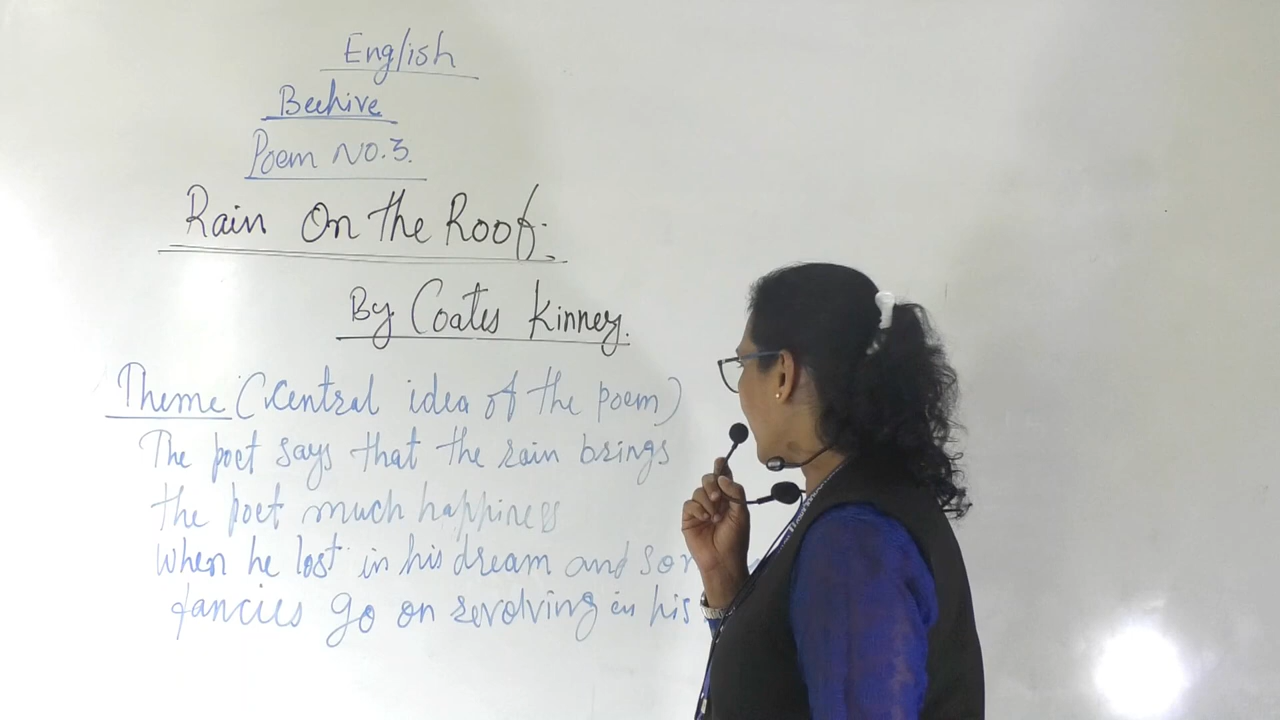 English
Beehive
Poem No.3.
Rain On the Roof.
By Coates Kinney.
Theme (Central idea of the poem)
The poet says that the rain brings
the poet much happiness
When he lost in his dream and
fancies go on revolving in his